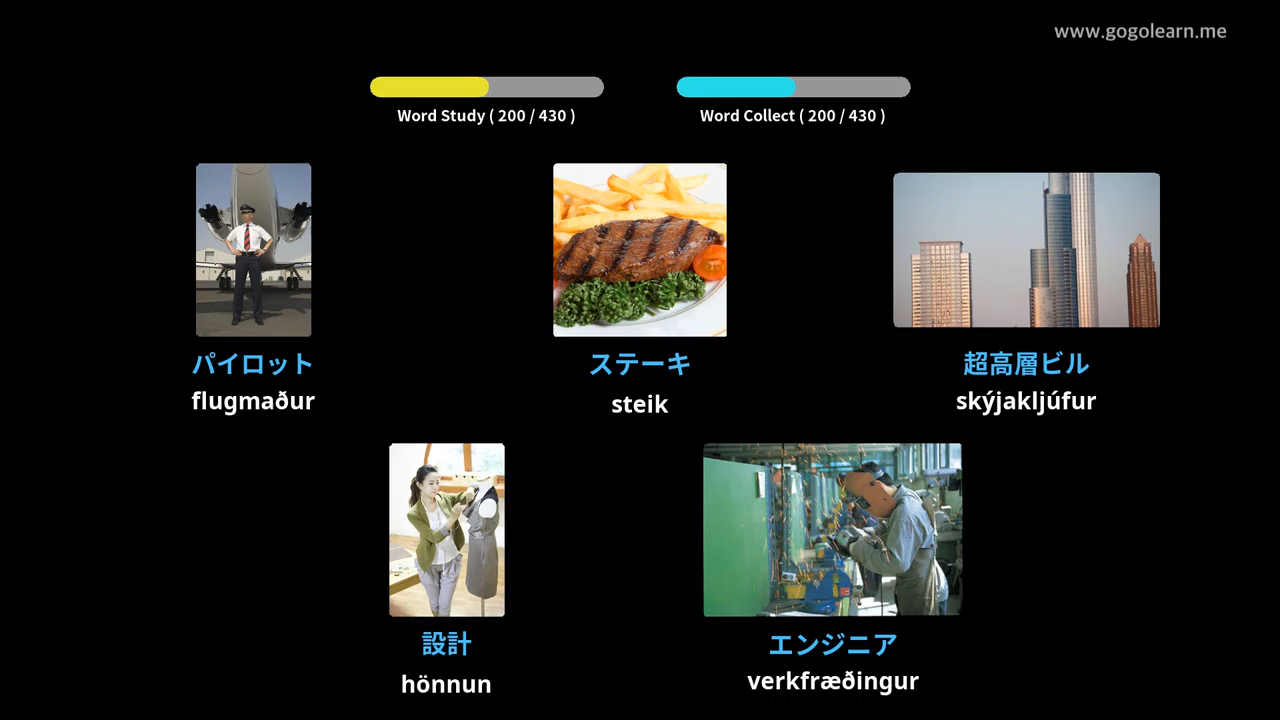 www.gogolearn.me
Word Study ( 200 / 430 )
Word Collect ( 200 / 430 )
パイロット
flugmaður
ステーキ
steik
超高層ビル
skýjakljúfur
設計
hönnun
エンジニア
verkfræðingur